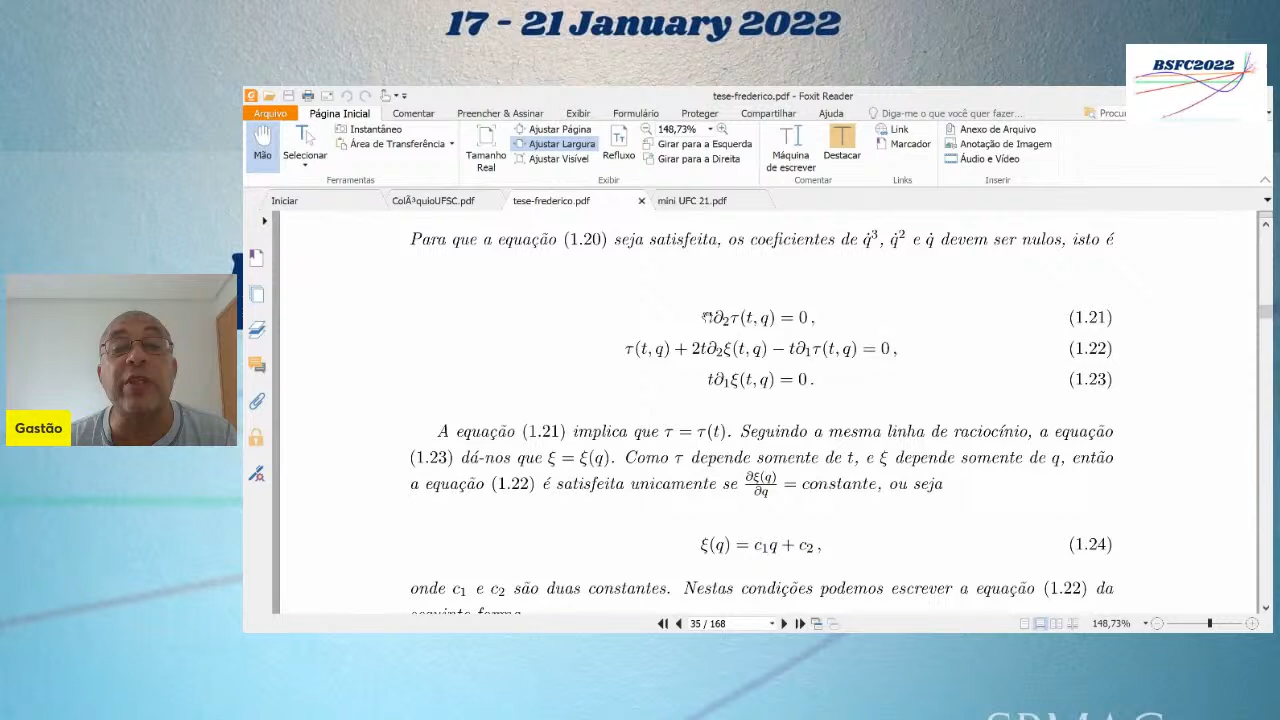 17 - 21 January 2022
BSFC2022
tese-frederico.pdf - Foxit Reader
Arquivo Página Inicial Comentar Preencher & Assinar Exibir Formulário Proteger Compartilhar Ajuda Diga-me o que você quer fazer... Procur
Mão
Selecionar
Instantâneo
Área de Transferência
Ferramentas
Tamanho
Real
Ajustar Página
Ajustar Largura
Ajustar Visível
Refluxo
148,73%
Girar para a Esquerda
Girar para a Direita
Exibir
Máquina
de escrever
Destacar
Comentar
Link
Marcador
Links
Anexo de Arquivo
Anotação de Imagem
Áudio e Vídeo
Inserir
Iniciar ColÃ³quioUFSC.pdf tese-frederico.pdf mini UFC 21.pdf
Para que a equação (1.20) seja satisfeita, os coeficientes de q̇³, q̇² e q̇ devem ser nulos, isto é
∂₂τ(t, q) = 0 , (1.21)
τ(t, q) + 2t∂₂ξ(t, q) − t∂₁τ(t, q) = 0 , (1.22)
t∂₁ξ(t, q) = 0 . (1.23)
A equação (1.21) implica que τ = τ(t). Seguindo a mesma linha de raciocínio, a equação
(1.23) dá-nos que ξ = ξ(q). Como τ depende somente de t, e ξ depende somente de q, então
a equação (1.22) é satisfeita unicamente se ∂ξ(q)/∂q = constante, ou seja
ξ(q) = c₁q + c₂ , (1.24)
onde c₁ e c₂ são duas constantes. Nestas condições podemos escrever a equação (1.22) da
seguinte forma
35 / 168
148,73%
Gastão